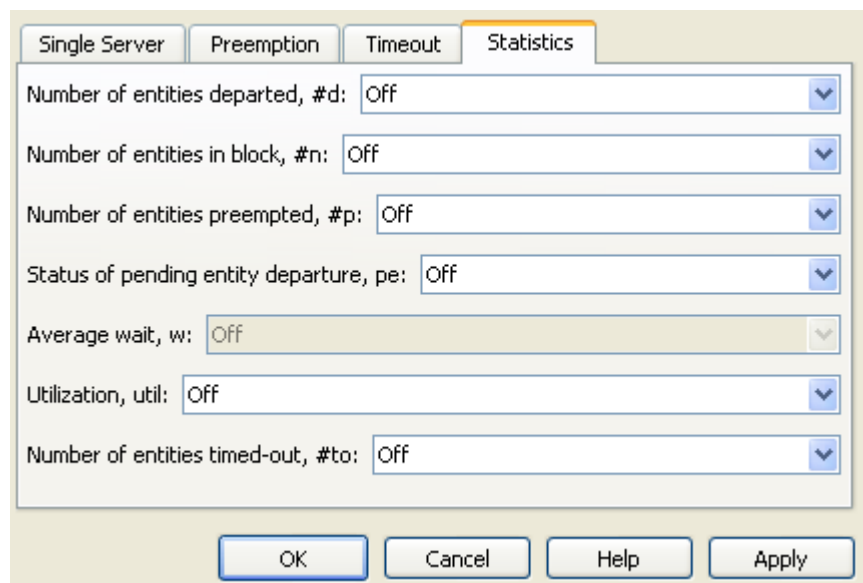 Single Server Preemption Timeout Statistics
Number of entities departed, #d: Off
Number of entities in block, #n: Off
Number of entities preempted, #p: Off
Status of pending entity departure, pe: Off
Average wait, w: Off
Utilization, util: Off
Number of entities timed-out, #to: Off
OK Cancel Help Apply